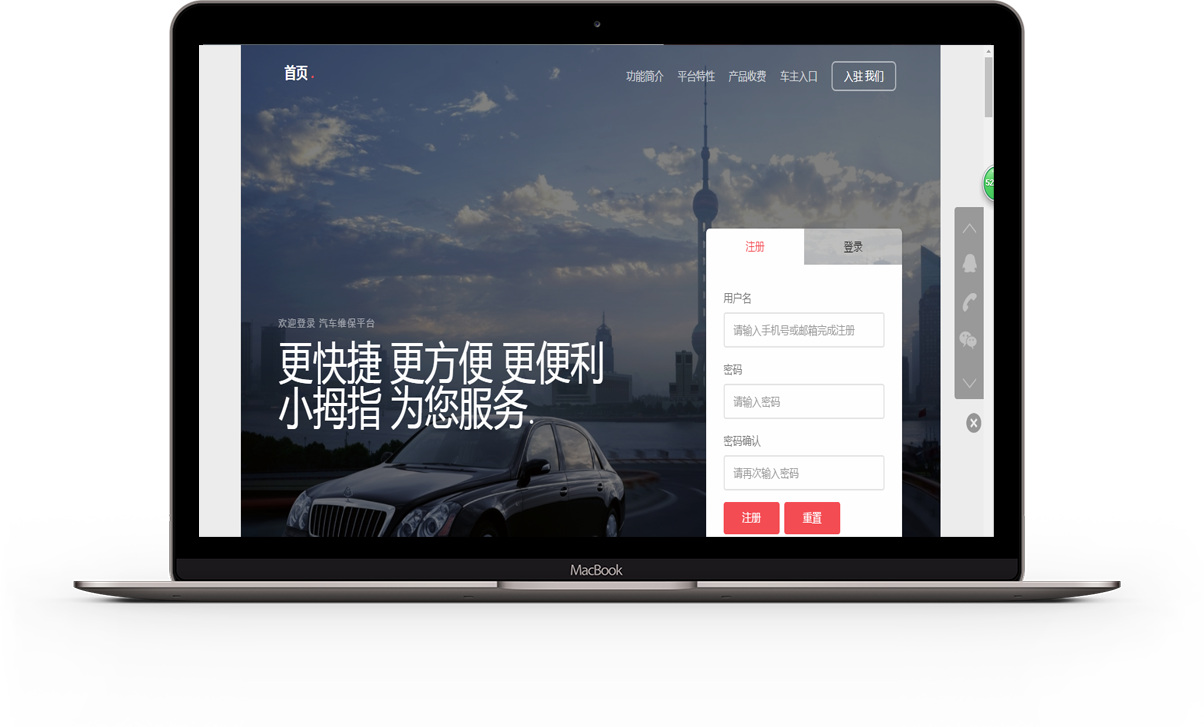 首页.
功能简介 平台特性 产品收费 车主入口 入驻我们
52
注册 登录
用户名
请输入手机号或邮箱完成注册
欢迎登录 汽车维保平台
更快捷 更方便 更便利
小拇指 为您服务.
密码
请输入密码
密码确认
请再次输入密码
注册 重置
MacBook